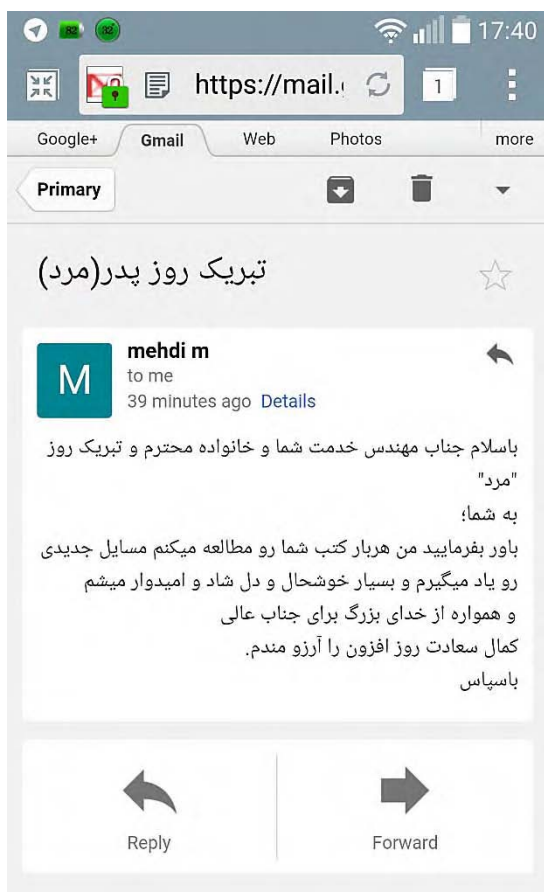 82 32° 17:40
https://mail. 1
Google+ Gmail Web Photos more
Primary
تبریک روز پدر(مرد)
M
mehdi m
to me
39 minutes ago Details
باسلام جناب مهندس خدمت شما و خانواده محترم و تبریک روز
"مرد"
به شما؛
باور بفرمایید من هربار کتب شما رو مطالعه میکنم مسایل جدیدی
رو یاد میگیرم و بسیار خوشحال و دل شاد و امیدوار میشم
و همواره از خدای بزرگ برای جناب عالی
کمال سعادت روز افزون را آرزو مندم.
باسپاس
Reply Forward